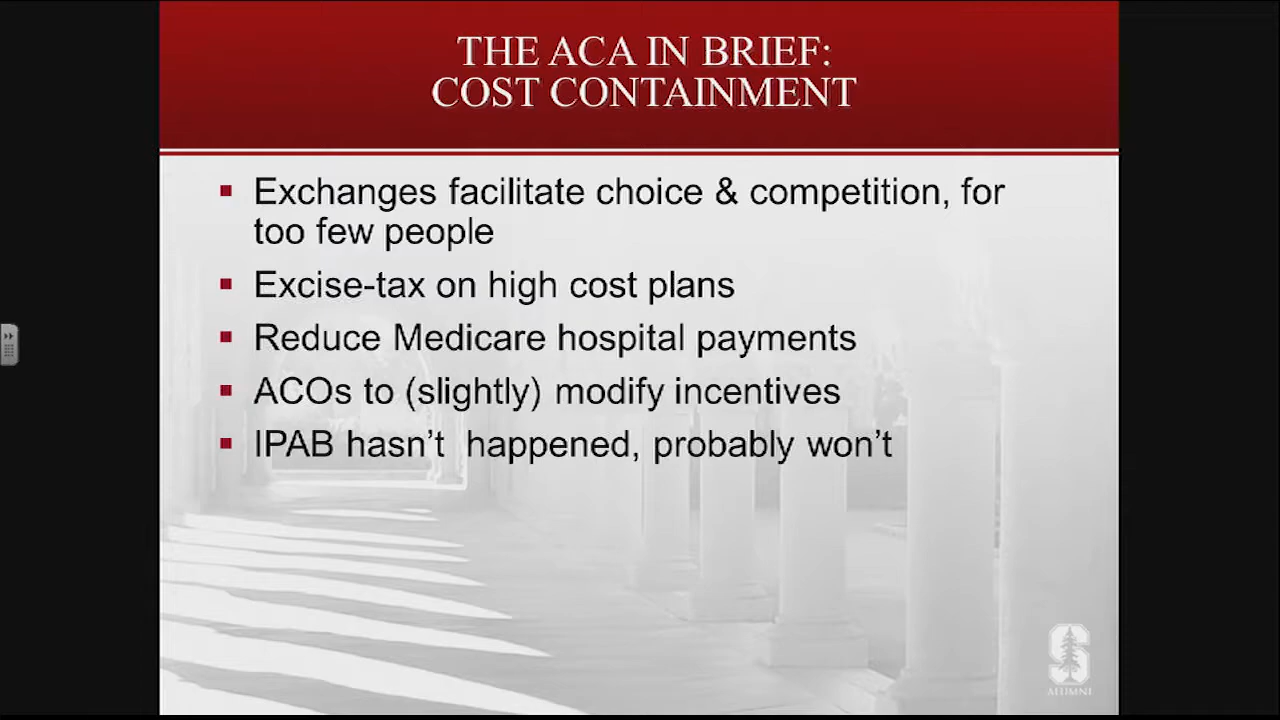 THE ACA IN BRIEF:
COST CONTAINMENT
Exchanges facilitate choice & competition, for
too few people
Excise-tax on high cost plans
Reduce Medicare hospital payments
ACOs to (slightly) modify incentives
IPAB hasn't  happened, probably won't
S
ALUMNI